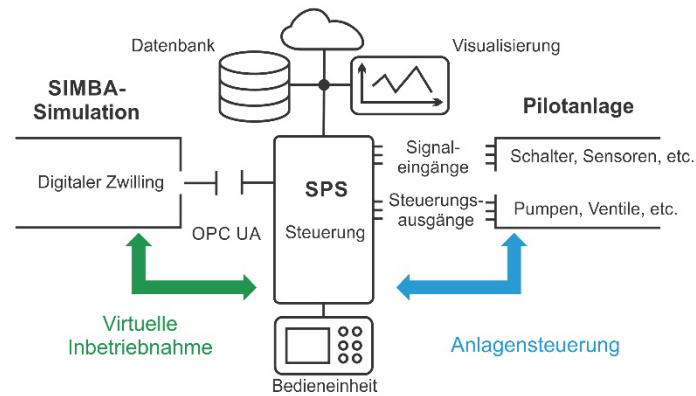 Datenbank
Visualisierung
SIMBA-
Simulation
Pilotanlage
Digitaler Zwilling
OPC UA
SPS
Steuerung
Signal-
eingänge
Steuerungs-
ausgänge
Schalter, Sensoren, etc.
Pumpen, Ventile, etc.
Virtuelle
Inbetriebnahme
Anlagensteuerung
Bedieneinheit